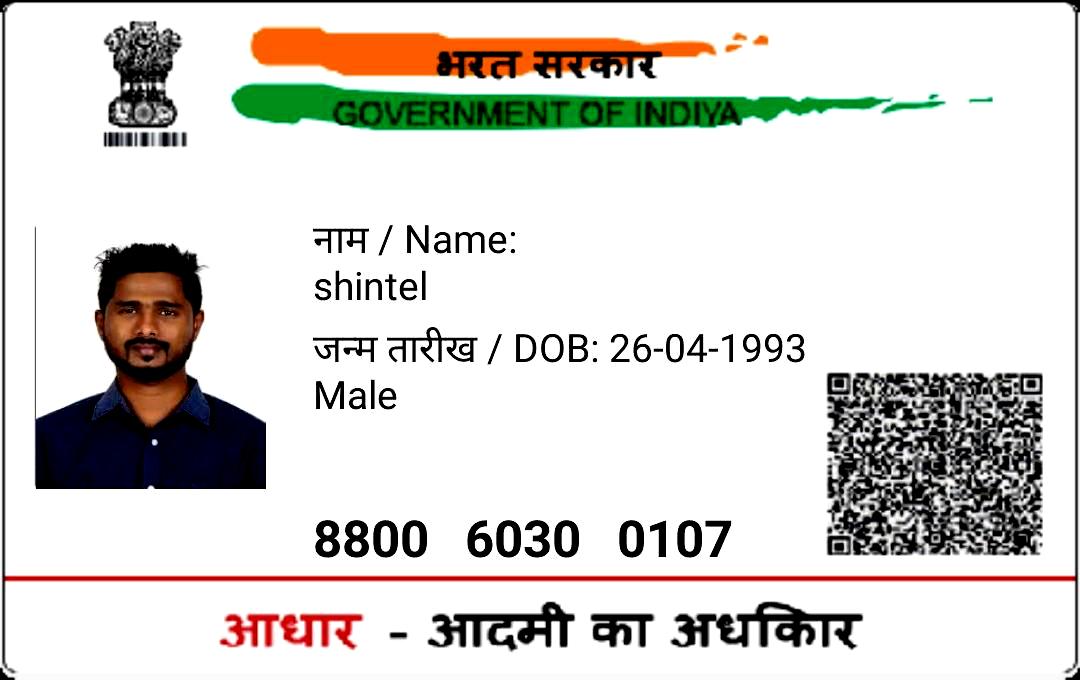 भरत सरकार
GOVERNMENT OF INDIYA
नाम / Name:
shintel
जन्म तारीख / DOB: 26-04-1993
Male
8800 6030 0107
आधार - आदमी का अधकिार